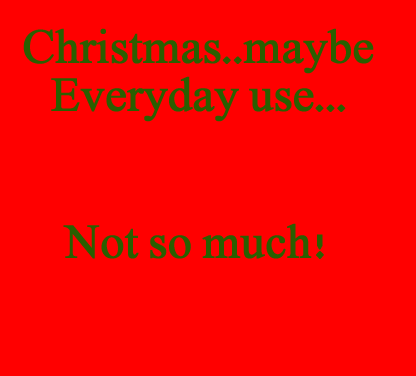 Christmas..maybe
Everyday use...
Not so much!